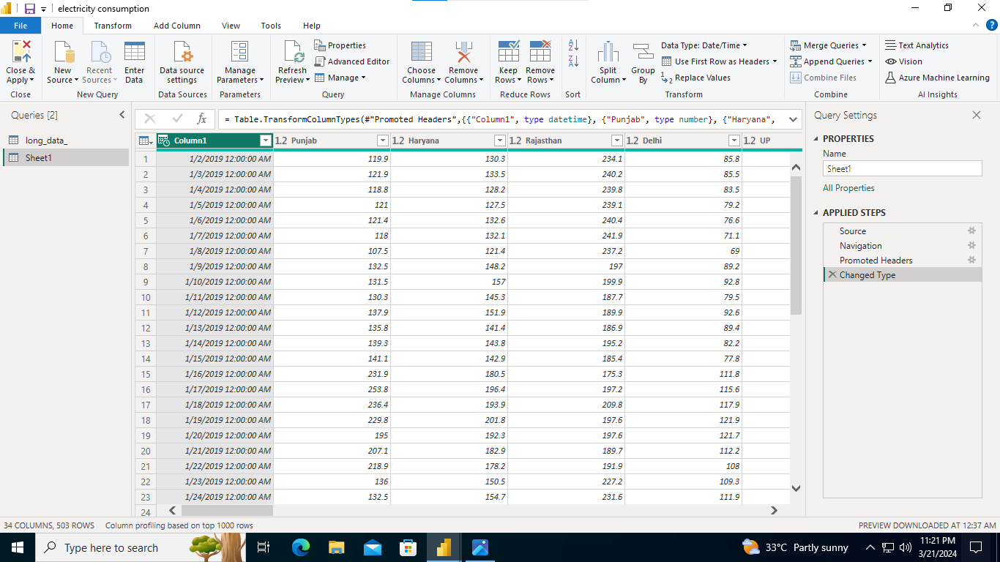 electricity consumption
File Home Transform Add Column View Tools Help
Close & Apply
New Source
Recent Sources
Enter Data
Data source settings
Manage Parameters
Refresh Preview
Properties
Advanced Editor
Manage
Choose Columns
Remove Columns
Keep Rows
Remove Rows
A Z
Z A
Split Column
Group By
Data Type: Date/Time
Use First Row as Headers
1 2 Replace Values
Merge Queries
Append Queries
Combine Files
Text Analytics
Vision
Azure Machine Learning
Close New Query Data Sources Parameters Query Manage Columns Reduce Rows Sort Transform Combine AI Insights
Queries [2]
long_data_
Sheet1
fx = Table.TransformColumnTypes(#"Promoted Headers",{{"Column1", type datetime}, {"Punjab", type number}, {"Haryana",
Column1 1.2 Punjab 1.2 Haryana 1.2 Rajasthan 1.2 Delhi 1.2 UP
1 1/2/2019 12:00:00 AM 119.9 130.3 234.1 85.8
2 1/3/2019 12:00:00 AM 121.9 133.5 240.2 85.5
3 1/4/2019 12:00:00 AM 118.8 128.2 239.8 83.5
4 1/5/2019 12:00:00 AM 121 127.5 239.1 79.2
5 1/6/2019 12:00:00 AM 121.4 132.6 240.4 76.6
6 1/7/2019 12:00:00 AM 118 132.1 241.9 71.1
7 1/8/2019 12:00:00 AM 107.5 121.4 237.2 69
8 1/9/2019 12:00:00 AM 132.5 148.2 197 89.2
9 1/10/2019 12:00:00 AM 131.5 157 199.9 92.8
10 1/11/2019 12:00:00 AM 130.3 145.3 187.7 79.5
11 1/12/2019 12:00:00 AM 137.9 151.9 189.9 92.6
12 1/13/2019 12:00:00 AM 135.8 141.4 186.9 89.4
13 1/14/2019 12:00:00 AM 139.3 143.8 195.2 82.2
14 1/15/2019 12:00:00 AM 141.1 142.9 185.4 77.8
15 1/16/2019 12:00:00 AM 231.9 180.5 175.3 111.8
16 1/17/2019 12:00:00 AM 253.8 196.4 197.2 115.6
17 1/18/2019 12:00:00 AM 236.4 193.9 209.8 117.9
18 1/19/2019 12:00:00 AM 229.8 201.8 197.6 121.9
19 1/20/2019 12:00:00 AM 195 192.3 197.6 121.7
20 1/21/2019 12:00:00 AM 207.1 182.9 189.7 112.2
21 1/22/2019 12:00:00 AM 218.9 178.2 191.9 108
22 1/23/2019 12:00:00 AM 136 150.5 227.2 109.3
23 1/24/2019 12:00:00 AM 132.5 154.7 231.6 111.9
24
Query Settings
PROPERTIES
Name
Sheet1
All Properties
APPLIED STEPS
Source
Navigation
Promoted Headers
Changed Type
34 COLUMNS, 503 ROWS Column profiling based on top 1000 rows PREVIEW DOWNLOADED AT 12:37 AM
Type here to search
33°C Partly sunny
11:21 PM
3/21/2024